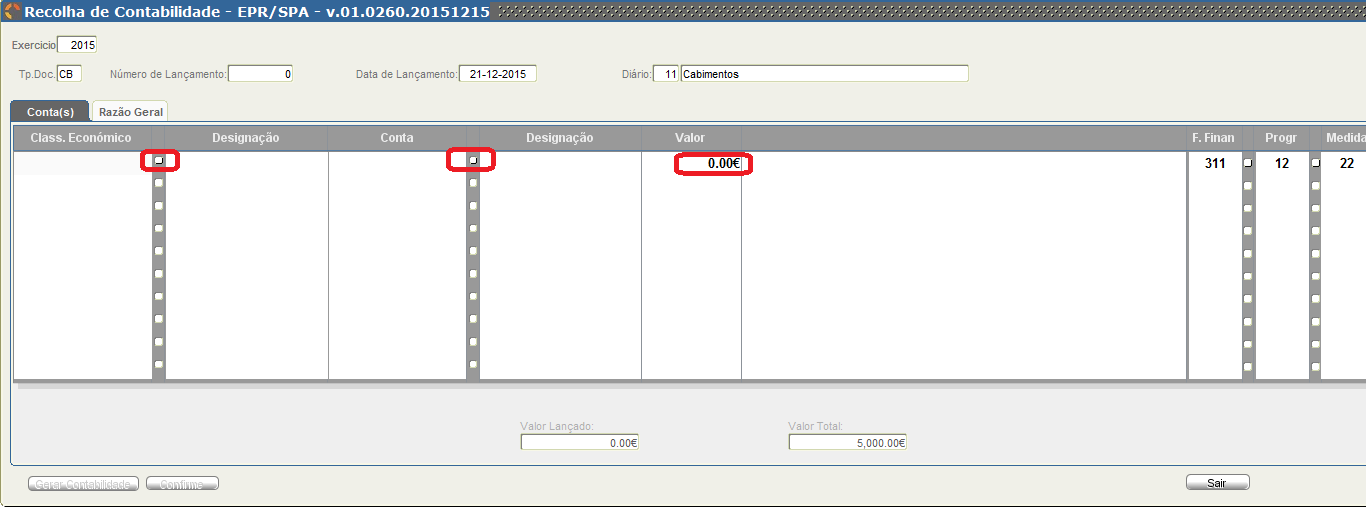 Recolha de Contabilidade - EPR/SPA - v.01.0260.20151215
Exercicio 2015
Tp.Doc. CB Número de Lançamento: 0 Data de Lançamento: 21-12-2015 Diário: 11 Cabimentos
Conta(s) Razão Geral
Class. Económico Designação Conta Designação Valor F. Finan Progr Medida
0.00€ 311 12 22
Valor Lançado: Valor Total:
0.00€ 5,000.00€
Gerar Contabilidade Confirme Sair